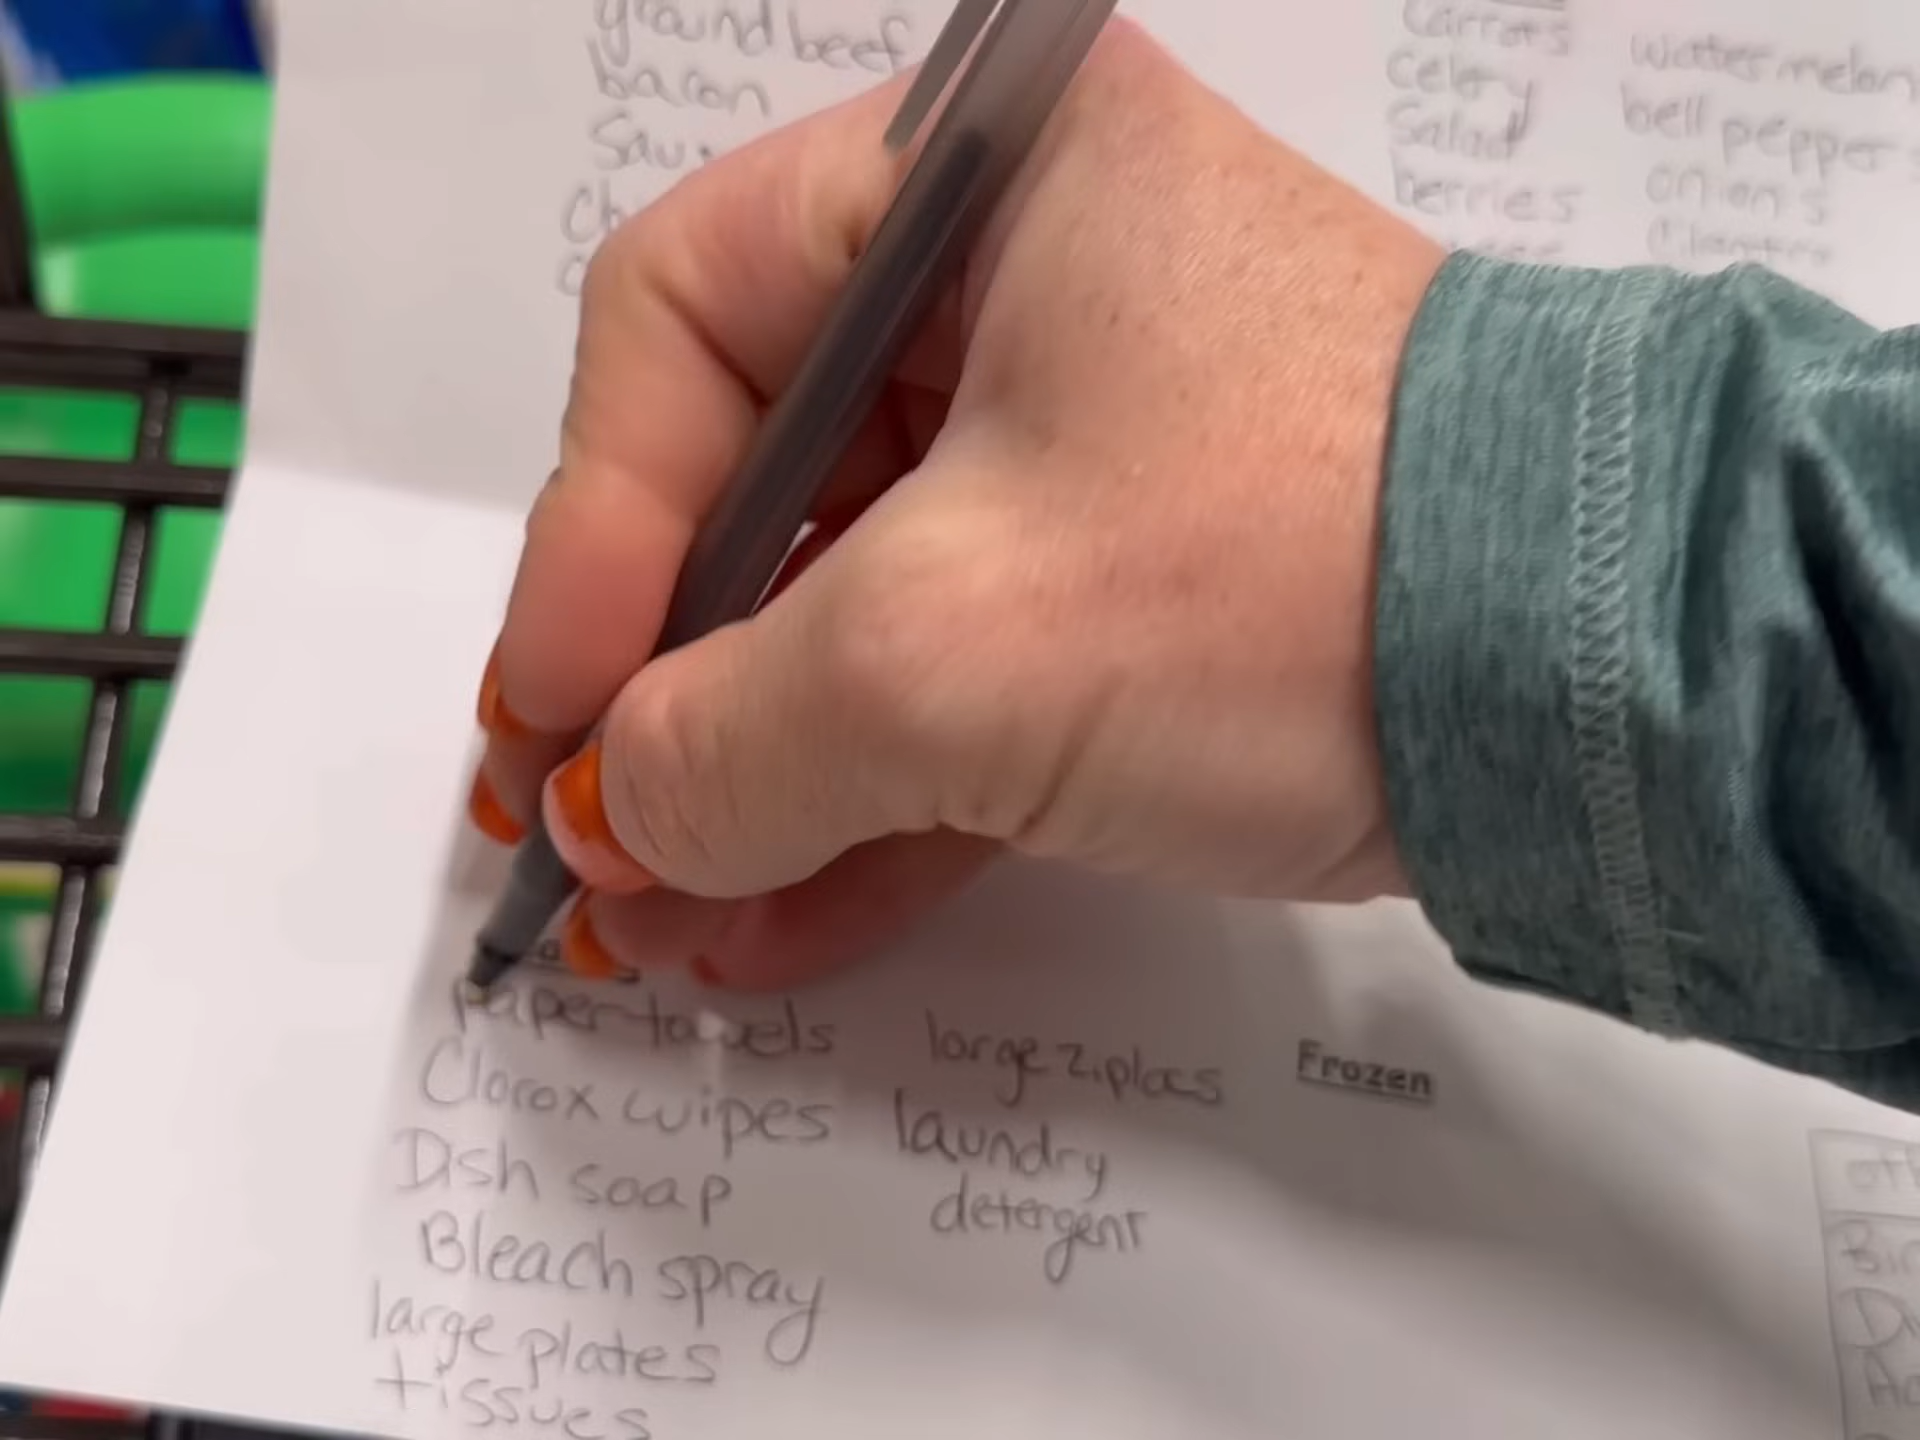 ground beef
bacon
Carrots
Celery
Salad
berries
watermelon
bell pepper
onions
paper towels
Clorox wipes
Dish soap
Bleach spray
large plates
tissues
large ziplocs
laundry
detergent
Frozen